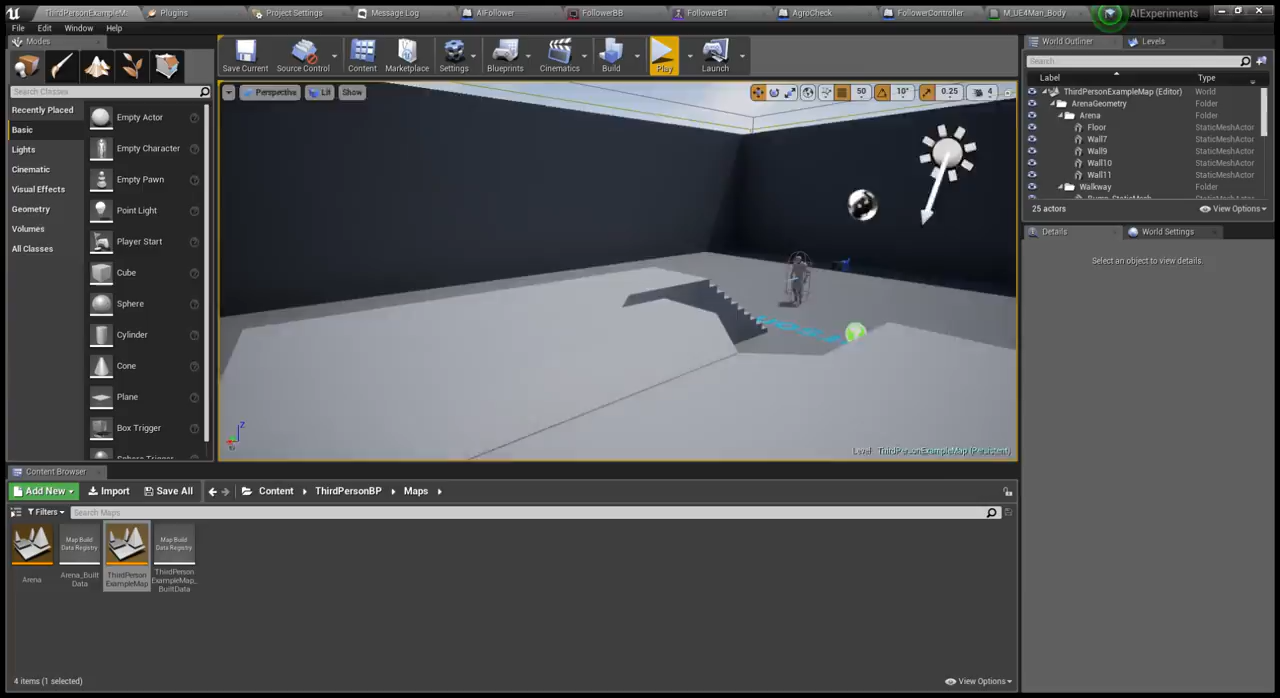 ThirdPersonExampleM
Plugins
Project Settings
Message Log
AIFollower
FollowerBB
FollowerBT
AgroCheck
FollowerController
M_UE4Man_Body
AIExperiments
File Edit Window Help
Modes
Search Classes
Recently Placed
Basic
Lights
Cinematic
Visual Effects
Geometry
Volumes
All Classes
Empty Actor
Empty Character
Empty Pawn
Point Light
Player Start
Cube
Sphere
Cylinder
Cone
Plane
Box Trigger
Sphere Trigger
Save Current
Source Control
Content
Marketplace
Settings
Blueprints
Cinematics
Build
Play
Launch
Perspective Lit Show
50 10° 0.25 4
Z
Level: ThirdPersonExampleMap (Persistent)
World Outliner Levels
Search...
Label Type
ThirdPersonExampleMap (Editor) World
ArenaGeometry Folder
Arena Folder
Floor StaticMeshActor
Wall7 StaticMeshActor
Wall9 StaticMeshActor
Wall10 StaticMeshActor
Wall11 StaticMeshActor
Walkway Folder
25 actors View Options
Details World Settings
Select an object to view details.
Content Browser
Add New Import Save All Content ThirdPersonBP Maps
Filters Search Maps
Arena
Map Build
Data Registry
Arena_Built
Data
ThirdPerson
ExampleMap
Map Build
Data Registry
ThirdPerson
ExampleMap_
BuiltData
4 items (1 selected) View Options